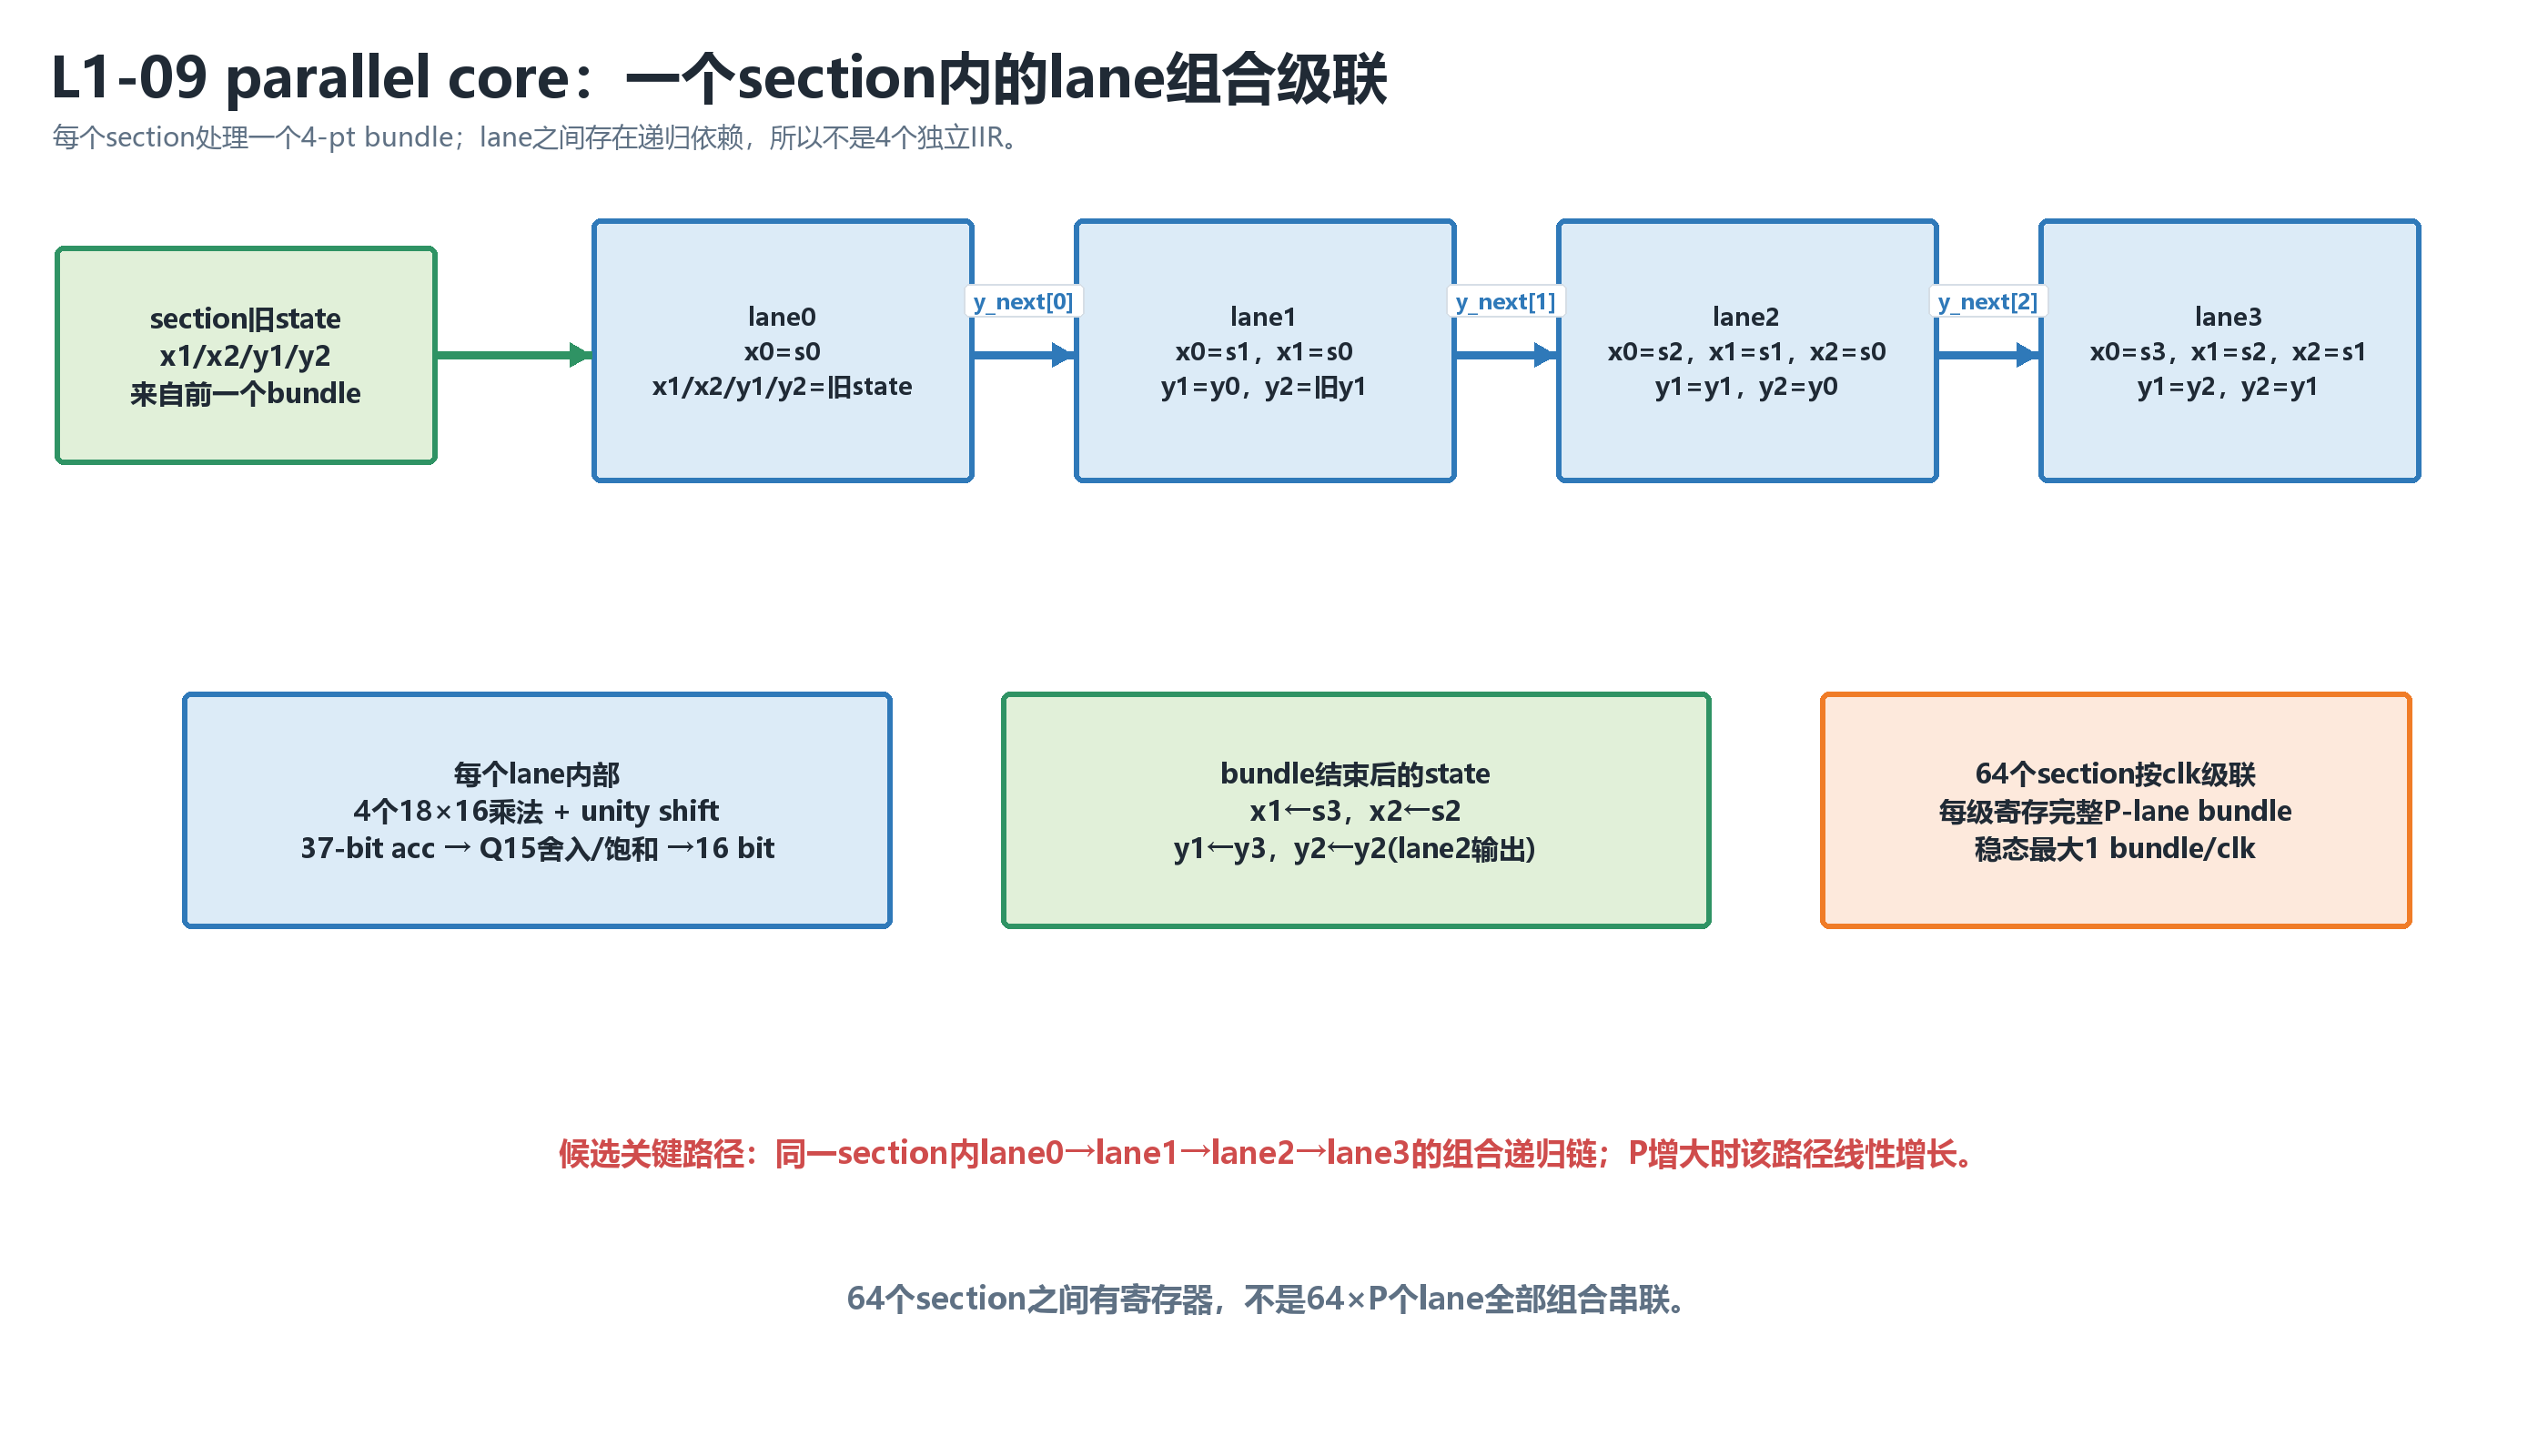 L1-09 parallel core：一个section内的lane组合级联
每个section处理一个4-pt bundle；lane之间存在递归依赖，所以不是4个独立IIR。
section旧state
x1/x2/y1/y2
来自前一个bundle
lane0
x0=s0
x1/x2/y1/y2=旧state
y_next[0]
lane1
x0=s1，x1=s0
y1=y0，y2=旧y1
y_next[1]
lane2
x0=s2，x1=s1，x2=s0
y1=y1，y2=y0
y_next[2]
lane3
x0=s3，x1=s2，x2=s1
y1=y2，y2=y1
每个lane内部
4个18×16乘法 + unity shift
37-bit acc → Q15舍入/饱和 →16 bit
bundle结束后的state
x1←s3，x2←s2
y1←y3，y2←y2(lane2输出)
64个section按clk级联
每级寄存完整P-lane bundle
稳态最大1 bundle/clk
候选关键路径：同一section内lane0→lane1→lane2→lane3的组合递归链；P增大时该路径线性增长。
64个section之间有寄存器，不是64×P个lane全部组合串联。